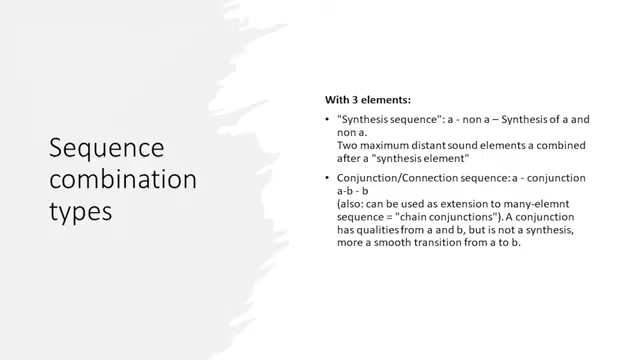 Sequence
combination
types
With 3 elements:
• "Synthesis sequence": a - non a – Synthesis of a and
non a.
Two maximum distant sound elements a combined
after a "synthesis element"
• Conjunction/Connection sequence: a - conjunction
a-b - b
(also: can be used as extension to many-elemnt
sequence = "chain conjunctions"). A conjunction
has qualities from a and b, but is not a synthesis,
more a smooth transition from a to b.